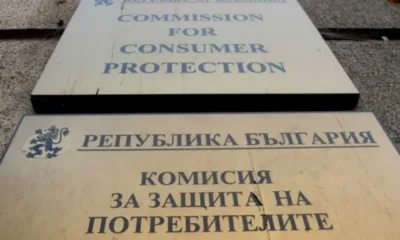 COMMISSION
FOR
CONSUMER
PROTECTION
РЕПУБЛИКА БЪЛГАРИЯ
КОМИСИЯ
ЗА ЗАЩИТА НА
ПОТРЕБИТЕЛИТЕ